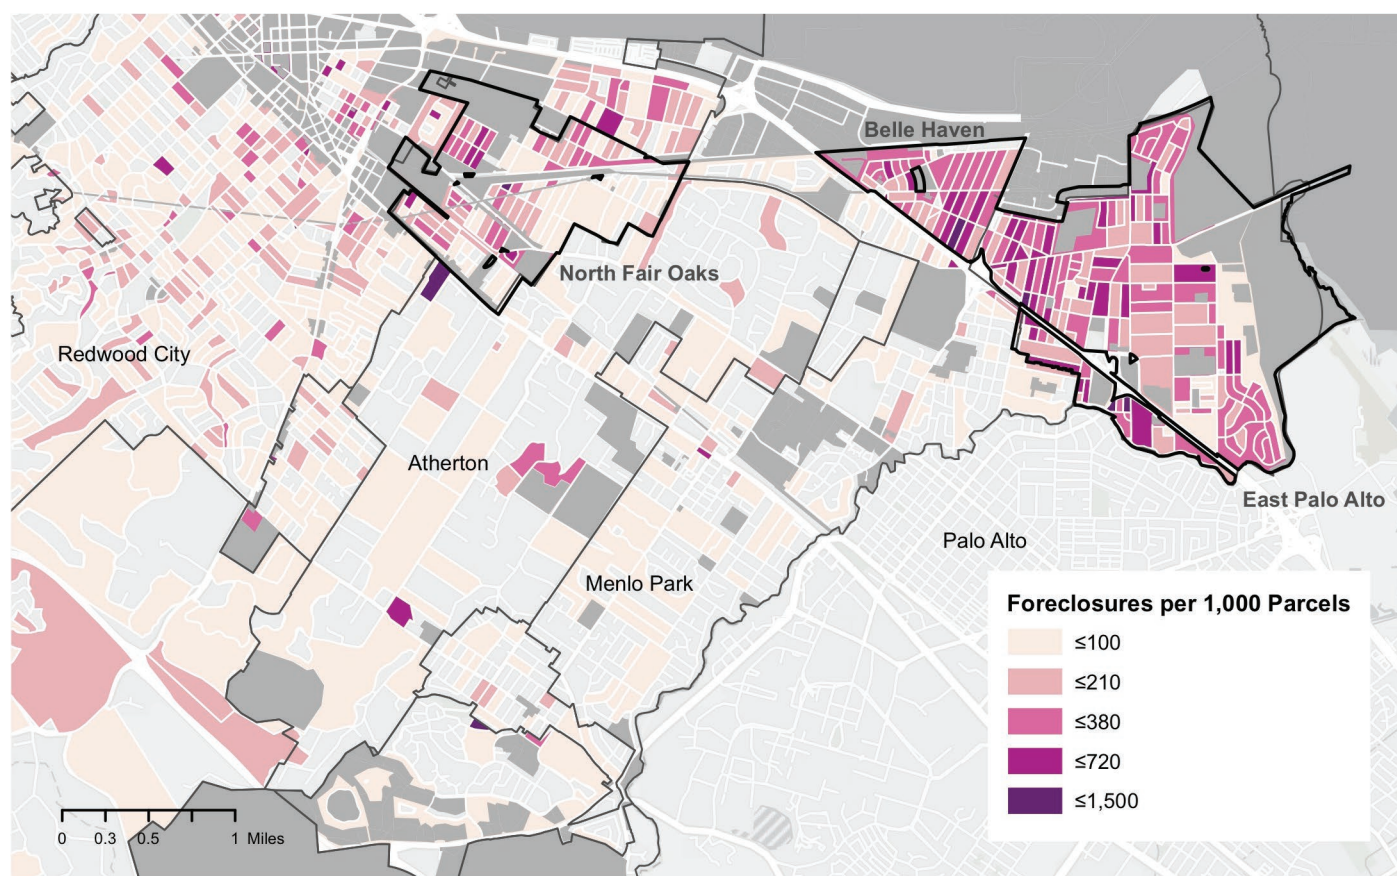 Belle Haven
North Fair Oaks
Redwood City
Atherton
East Palo Alto
Palo Alto
Menlo Park
Foreclosures per 1,000 Parcels
≤100
≤210
≤380
≤720
≤1,500
0 0.3 0.5 1 Miles